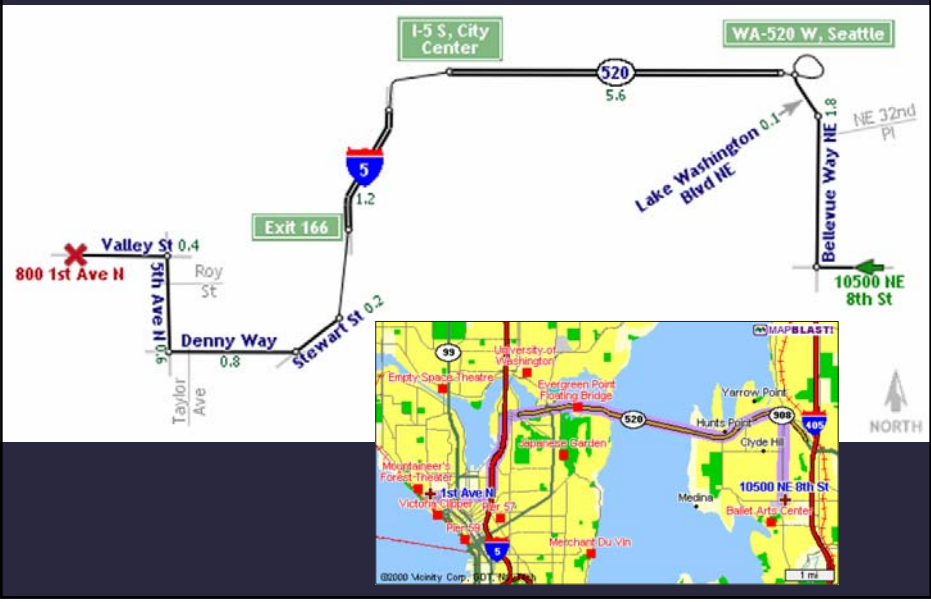 I-5 S, City
Center
WA-520 W, Seattle
520
5.6
5
1.2
Exit 166
Lake Washington 0.1
Blvd NE
Bellevue Way NE 1.8
NE 32nd
Pl
10500 NE
8th St
Valley St 0.4
800 1st Ave N
5th Ave N 0.6
Roy
St
Denny Way
0.8
Taylor
Ave
Stewart St 0.2
NORTH
MAPBLAST!
99
University of
Washington
Empty Space Theatre
Evergreen Point
Floating Bridge
520
Yarrow Point
Hunts Point
908
405
Clyde Hill
Japanese Garden
Mountaineer's
Forest Theater
1st Ave N
Victoria Clipper
Pier 57
Pier 59
10500 NE 8th St
Medina
Ballet Arts Center
Merchant Du Vin
5
©2000 Vicinity Corp, GDT,
1 mi